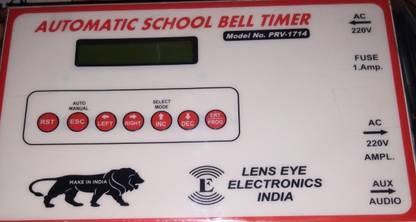 AUTOMATIC SCHOOL BELL TIMER
Model No. PRV-1714
AC
220V
FUSE
1.Amp.
AUTO
MANUAL
SELECT
MODE
RST
ESC
LEFT
RIGHT
INC
DEC
ENT
PROG
AC
220V
AMPL.
MAKE IN INDIA
E
LENS EYE
ELECTRONICS
INDIA
AUX
AUDIO